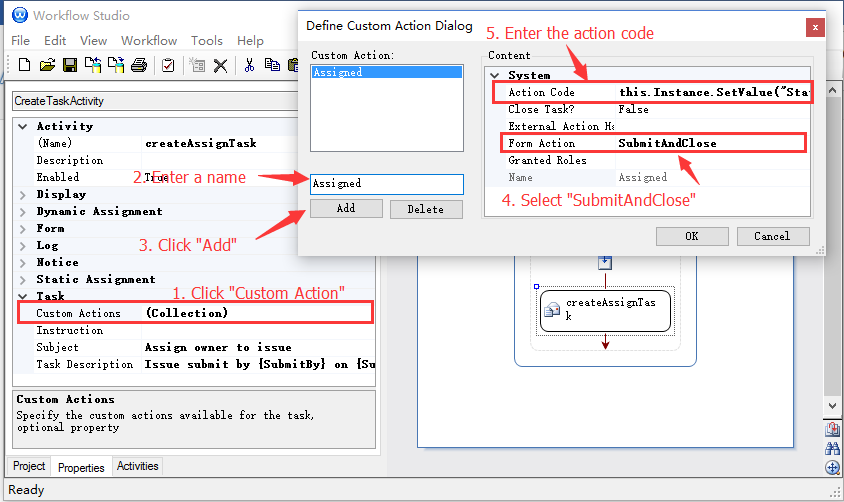 Workflow Studio
File Edit View Workflow Tools Help
CreateTaskActivity
Activity
(Name) createAssignTask
Description
Enabled True
Display
Dynamic Assignment
Form
Log
Notice
Static Assignment
Task
Custom Actions (Collection)
Instruction
Subject Assign owner to issue
Task Description Issue submit by {SubmitBy} on {Su
Custom Actions
Specify the custom actions available for the task,
optional property
Project Properties Activities
Ready
1. Click "Custom Action"
2. Enter a name
3. Click "Add"
Define Custom Action Dialog
x
5. Enter the action code
Custom Action:
Assigned
Assigned
Add Delete
Content
System
Action Code this.Instance.SetValue("Sta
Close Task? False
External Action Ha
Form Action SubmitAndClose
Granted Roles
Name Assigned
4. Select "SubmitAndClose"
OK Cancel
createAssignTas
k